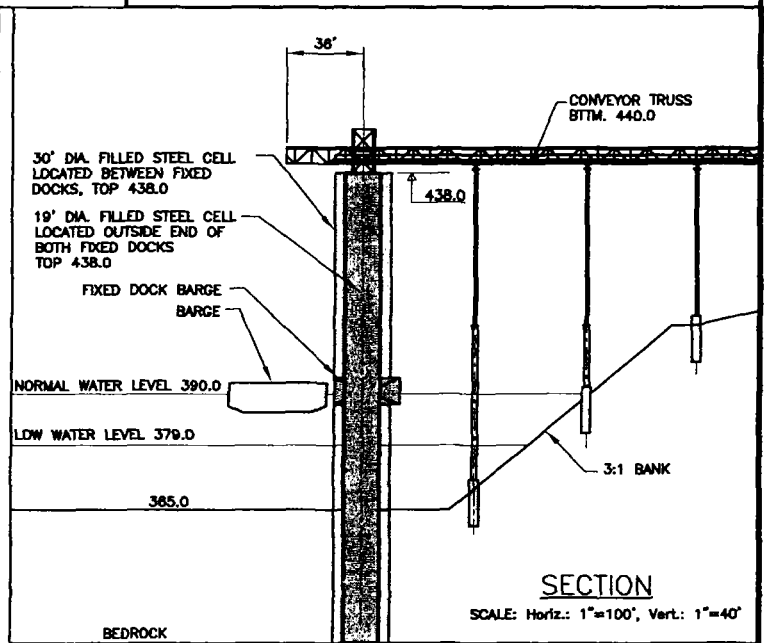 36'
CONVEYOR TRUSS
BTTM. 440.0
30' DIA. FILLED STEEL CELL
LOCATED BETWEEN FIXED
DOCKS, TOP 438.0
438.0
19' DIA. FILLED STEEL CELL
LOCATED OUTSIDE END OF
BOTH FIXED DOCKS
TOP 438.0
FIXED DOCK BARGE
BARGE
NORMAL WATER LEVEL 390.0
LOW WATER LEVEL 379.0
3:1 BANK
365.0
SECTION
SCALE: Horiz.: 1"=100', Vert.: 1"=40'
BEDROCK